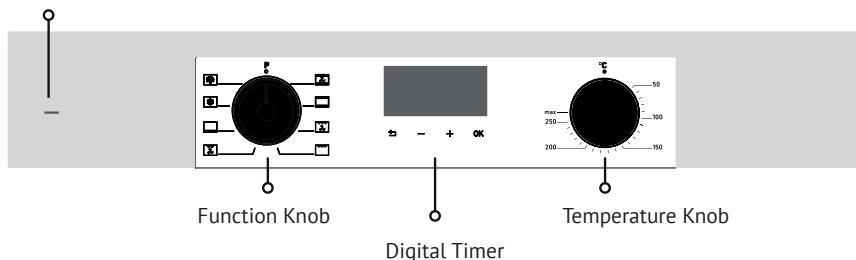 P
°C
50
max
250
100
− + OK
200
150
Function Knob
Temperature Knob
Digital Timer